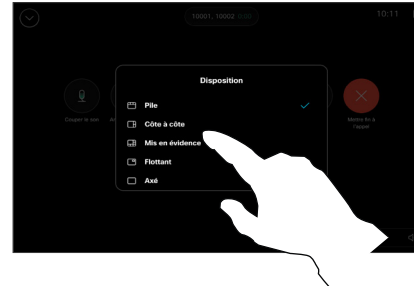 10001, 10002
10:11
Disposition
Pile
Côte à côte
Mis en évidence
Flottant
Axé
Couper le son
Mettre fin à
l'appel